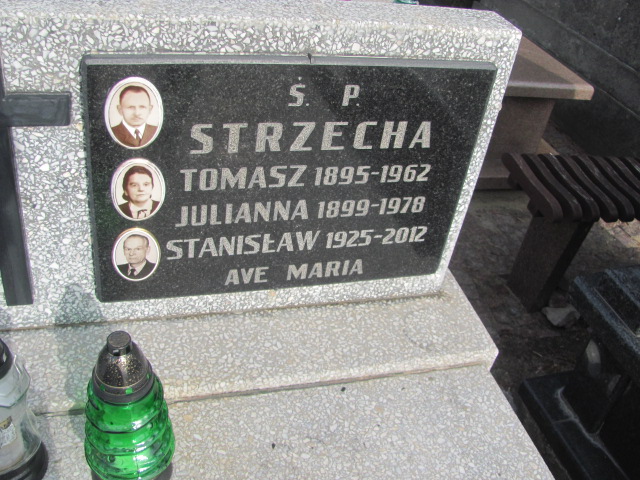 Ś. P.
STRZECHA
TOMASZ 1895-1962
JULIANNA 1899-1978
STANISŁAW 1925-2012
AVE MARIA